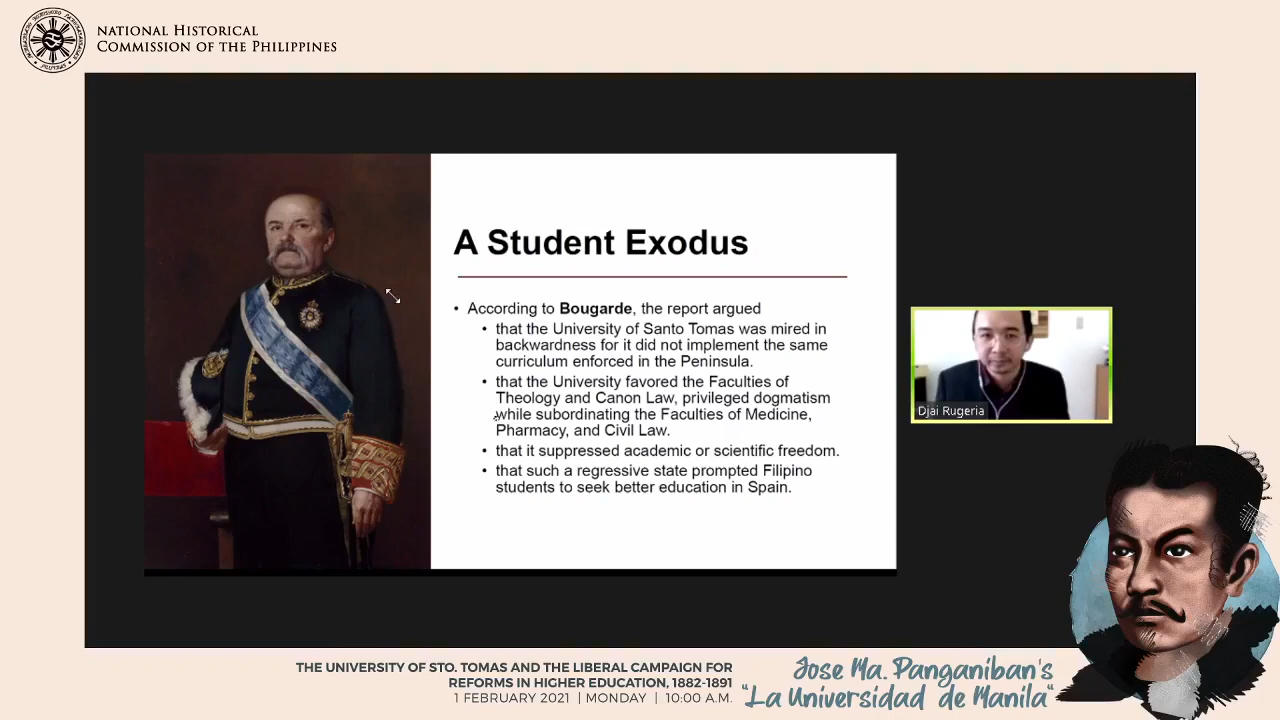 NATIONAL HISTORICAL
COMMISSION OF THE PHILIPPINES
A Student Exodus
• According to Bougarde, the report argued
• that the University of Santo Tomas was mired in
backwardness for it did not implement the same
curriculum enforced in the Peninsula.
• that the University favored the Faculties of
Theology and Canon Law, privileged dogmatism
while subordinating the Faculties of Medicine,
Pharmacy, and Civil Law.
• that it suppressed academic or scientific freedom.
• that such a regressive state prompted Filipino
students to seek better education in Spain.
Djai Rugeria
THE UNIVERSITY OF STO. TOMAS AND THE LIBERAL CAMPAIGN FOR
REFORMS IN HIGHER EDUCATION, 1882-1891
1 FEBRUARY 2021 | MONDAY | 10:00 A.M.
Jose Ma. Panganiban's
"La Universidad de Manila"